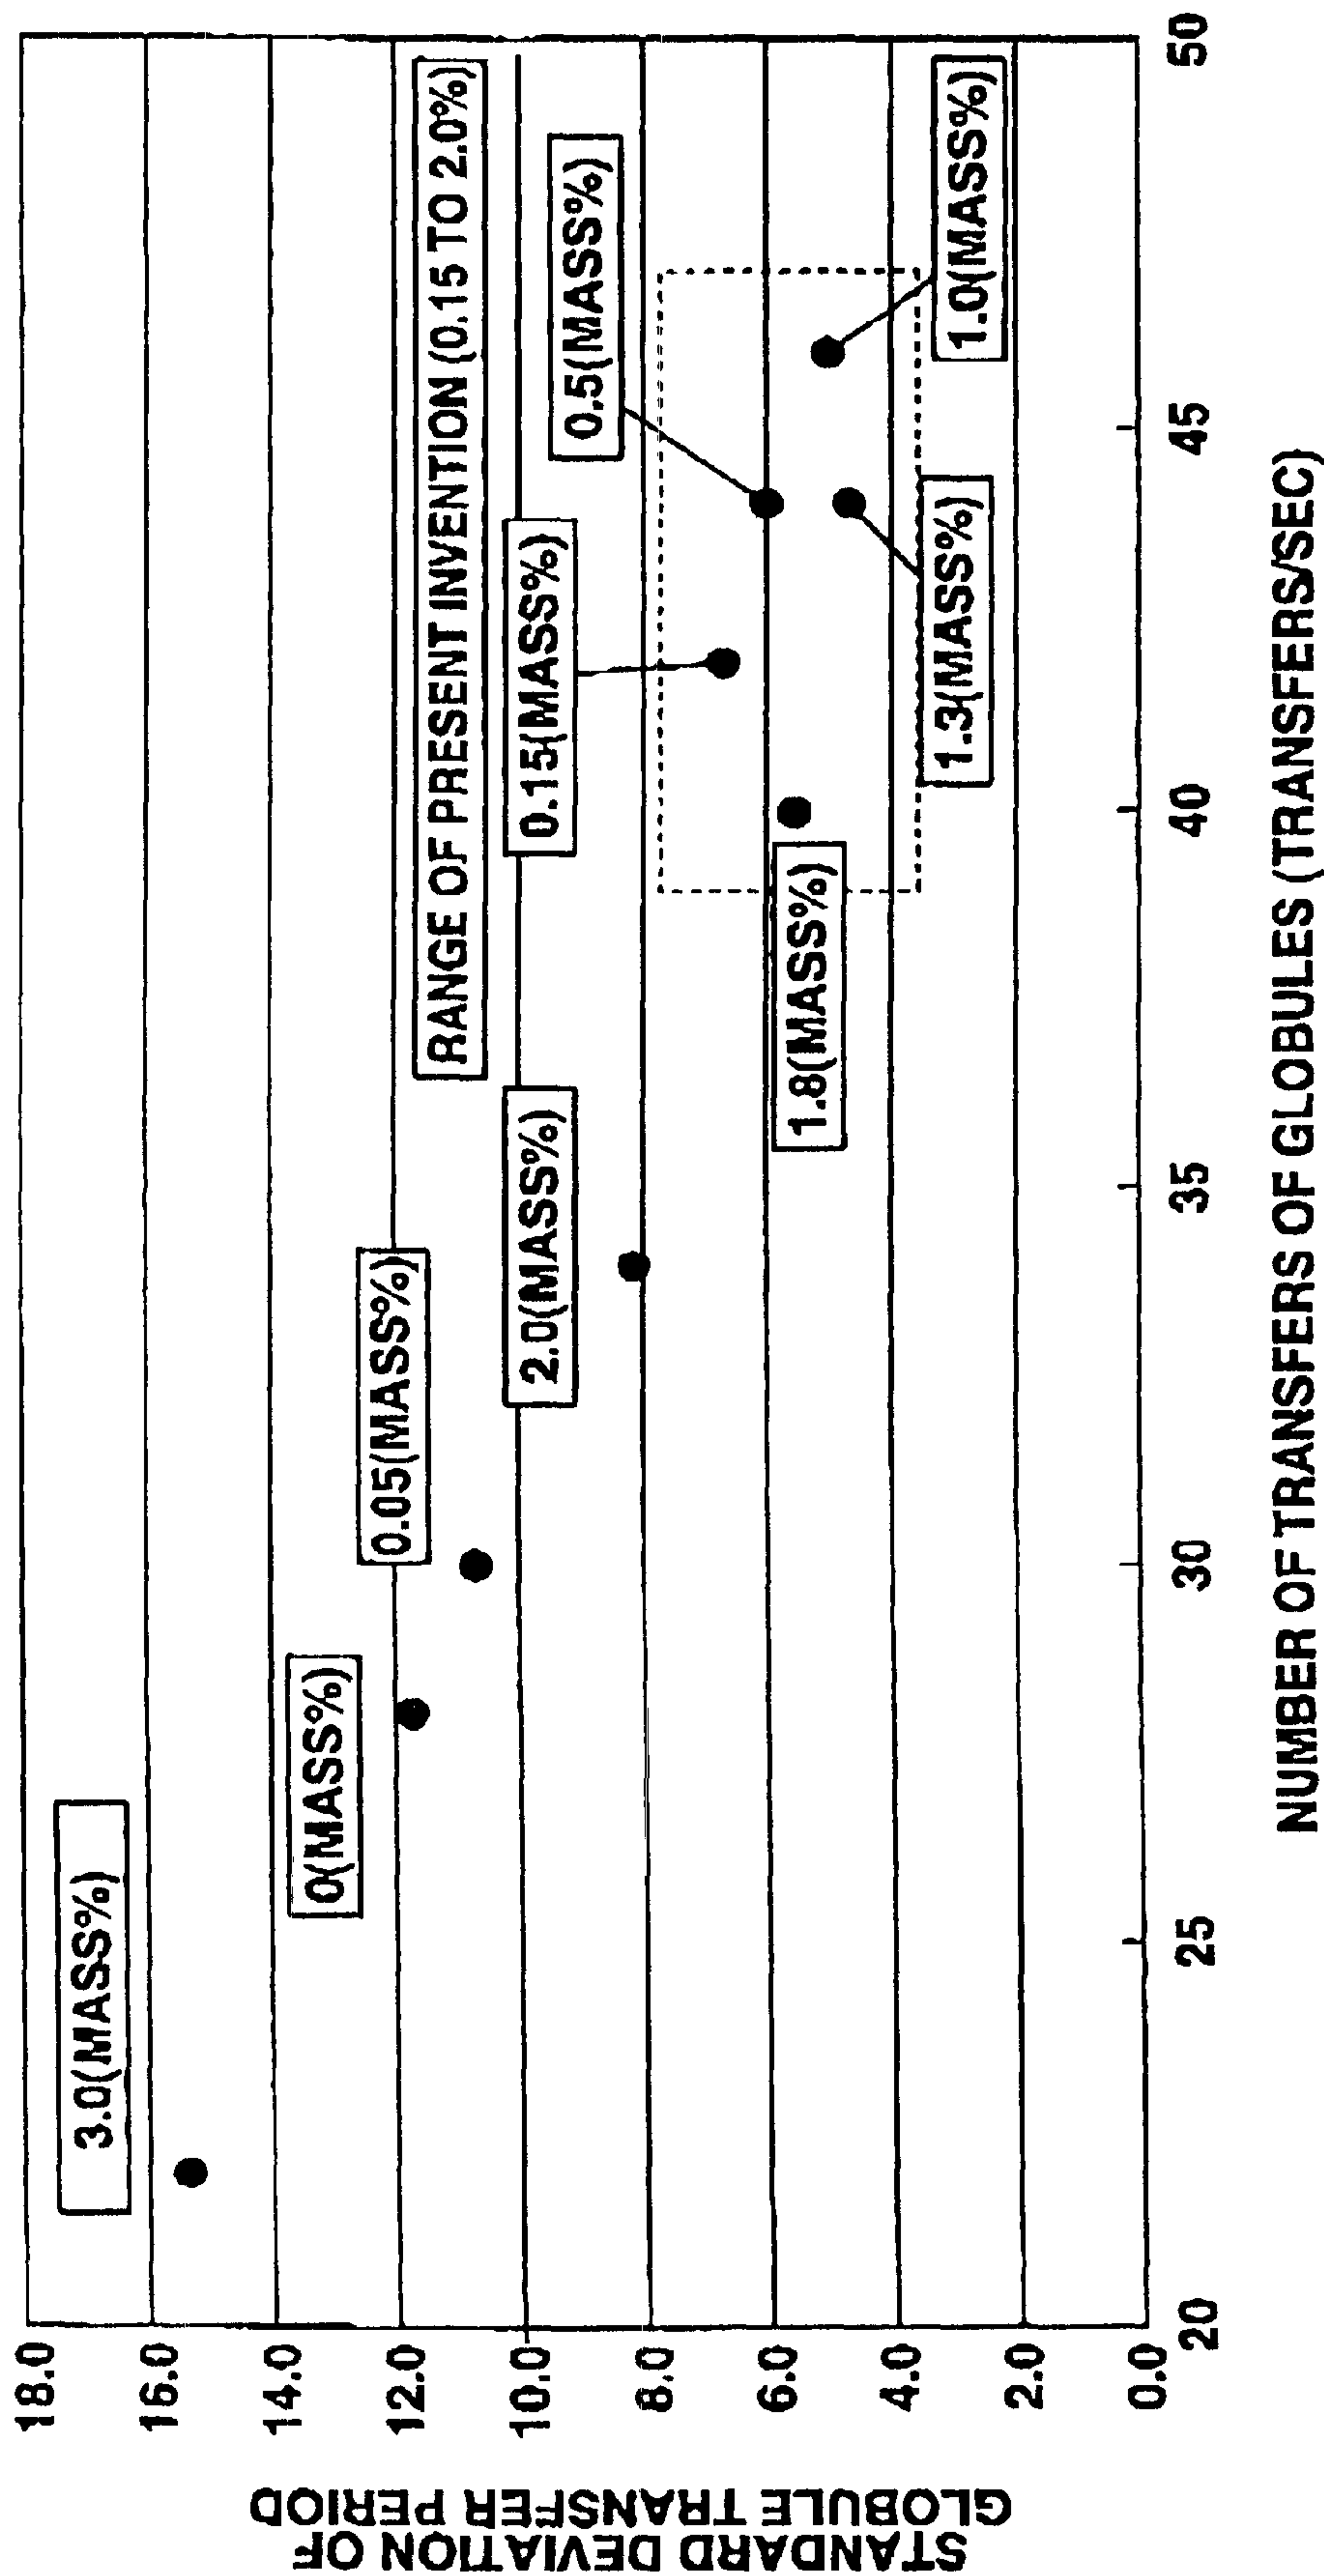 STANDARD DEVIATION OF
GLOBULE TRANSFER PERIOD
18.0
16.0
14.0
12.0
10.0
8.0
6.0
4.0
2.0
0.0
3.0(MASS%)
0(MASS%)
0.05(MASS%)
2.0(MASS%)
RANGE OF PRESENT INVENTION (0.15 TO 2.0%)
0.15(MASS%)
0.5(MASS%)
1.8(MASS%)
1.3(MASS%)
1.0(MASS%)
20
25
30
35
40
45
50
NUMBER OF TRANSFERS OF GLOBULES (TRANSFERS/SEC)